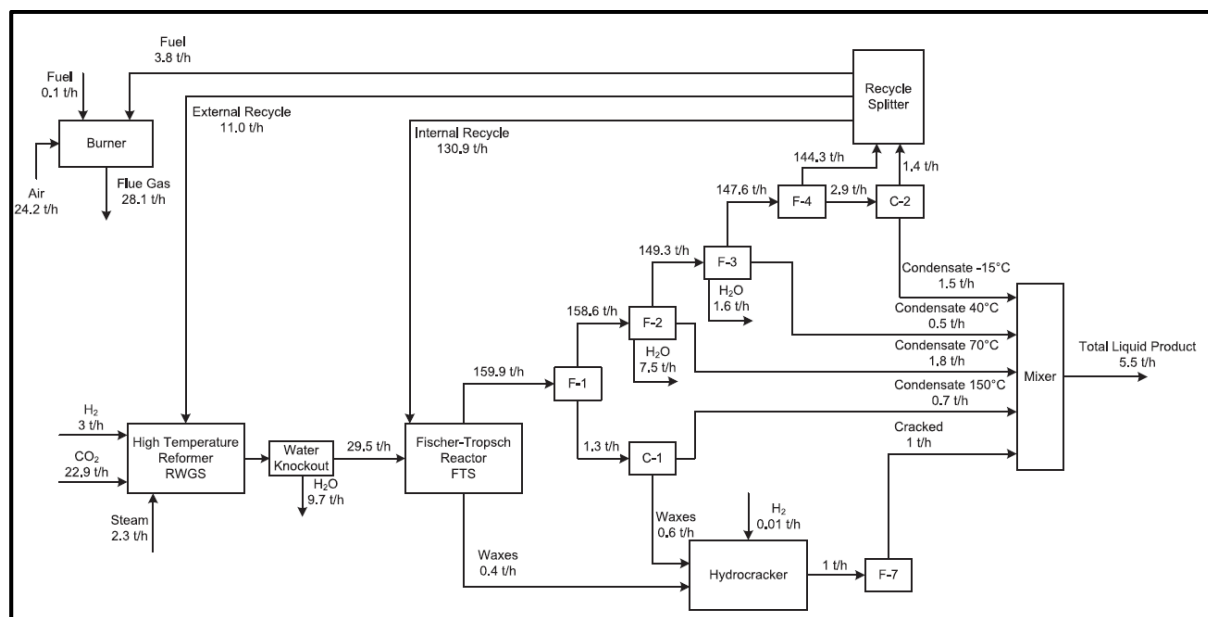 Fuel
3.8 t/h
Fuel
0.1 t/h
Burner
Air
24.2 t/h
Flue Gas
28.1 t/h
External Recycle
11.0 t/h
Internal Recycle
130.9 t/h
Recycle
Splitter
144.3 t/h
1.4 t/h
147.6 t/h
F-4
2.9 t/h
C-2
149.3 t/h
F-3
H₂O
1.6 t/h
158.6 t/h
F-2
H₂O
7.5 t/h
159.9 t/h
F-1
1.3 t/h
C-1
Condensate -15°C
1.5 t/h
Condensate 40°C
0.5 t/h
Condensate 70°C
1.8 t/h
Condensate 150°C
0.7 t/h
Cracked
1 t/h
Mixer
Total Liquid Product
5.5 t/h
H₂
3 t/h
CO₂
22.9 t/h
Steam
2.3 t/h
High Temperature
Reformer
RWGS
Water
Knockout
H₂O
9.7 t/h
29.5 t/h
Fischer-Tropsch
Reactor
FTS
Waxes
0.6 t/h
Waxes
0.4 t/h
H₂
0.01 t/h
Hydrocracker
1 t/h
F-7